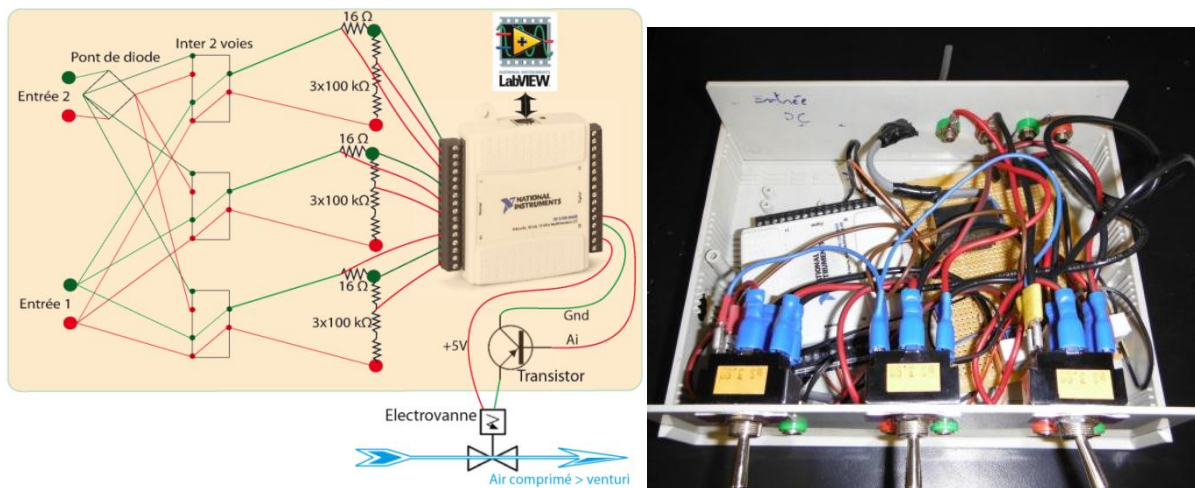 16 Ω
Inter 2 voies
Pont de diode
3x100 kΩ
Entrée 2
NATIONAL INSTRUMENTS
LabVIEW
16 Ω
3x100 kΩ
NATIONAL
INSTRUMENTS
Entrée 1
16 Ω
3x100 kΩ
Gnd
+5V
Ai
Transistor
Electrovanne
Air comprimé > venturi
Entrée
DC